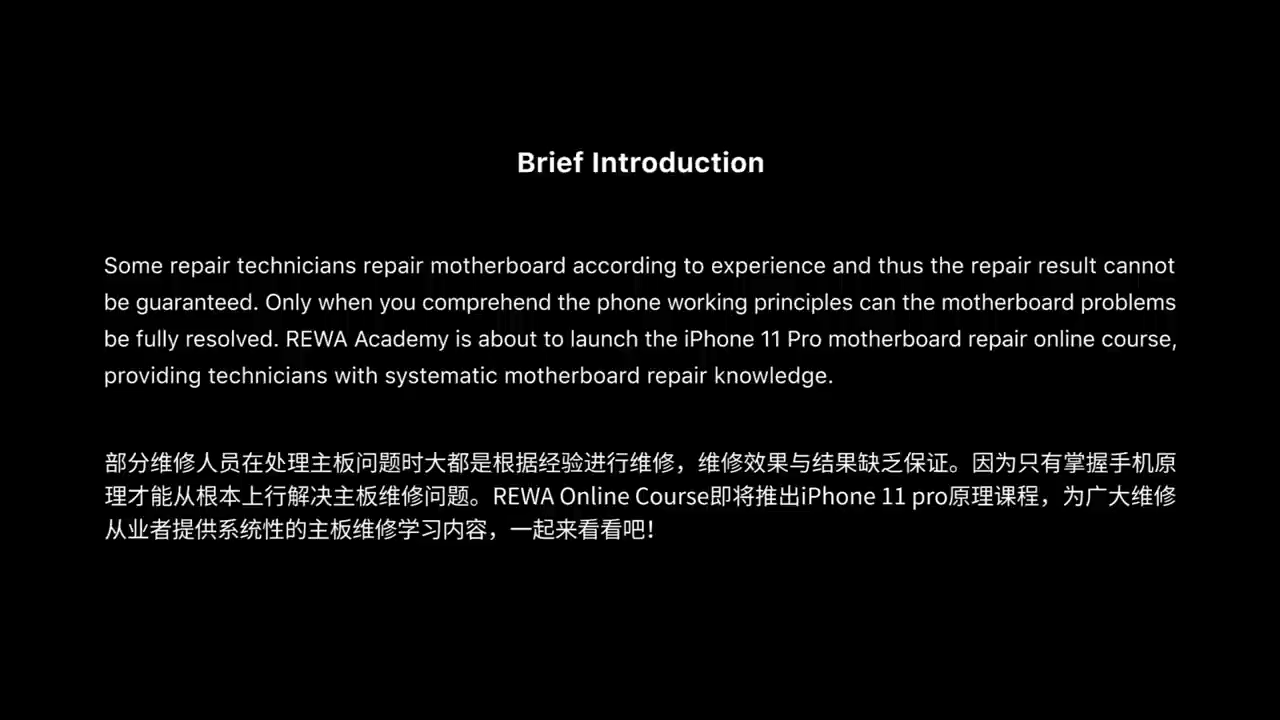 Brief Introduction
Some repair technicians repair motherboard according to experience and thus the repair result cannot
be guaranteed. Only when you comprehend the phone working principles can the motherboard problems
be fully resolved. REWA Academy is about to launch the iPhone 11 Pro motherboard repair online course,
providing technicians with systematic motherboard repair knowledge.
部分维修人员在处理主板问题时大都是根据经验进行维修，维修效果与结果缺乏保证。因为只有掌握手机原
理才能从根本上行解决主板维修问题。REWA Online Course即将推出iPhone 11 pro原理课程，为广大维修
从业者提供系统性的主板维修学习内容，一起来看看吧！